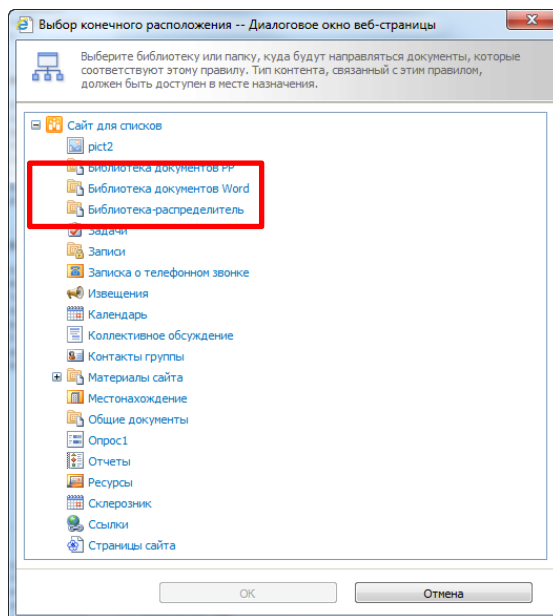 Выбор конечного расположения -- Диалоговое окно веб-страницы
Выберите библиотеку или папку, куда будут направляться документы, которые
соответствуют этому правилу. Тип контента, связанный с этим правилом,
должен быть доступен в месте назначения.
Сайт для списков
pict2
Библиотека документов PP
Библиотека документов Word
Библиотека-распределитель
Задачи
Записи
Записка о телефонном звонке
Извещения
Календарь
Коллективное обсуждение
Контакты группы
Материалы сайта
Местонахождение
Общие документы
Опрос1
Отчеты
Ресурсы
Склерозник
Ссылки
Страницы сайта
ОК
Отмена